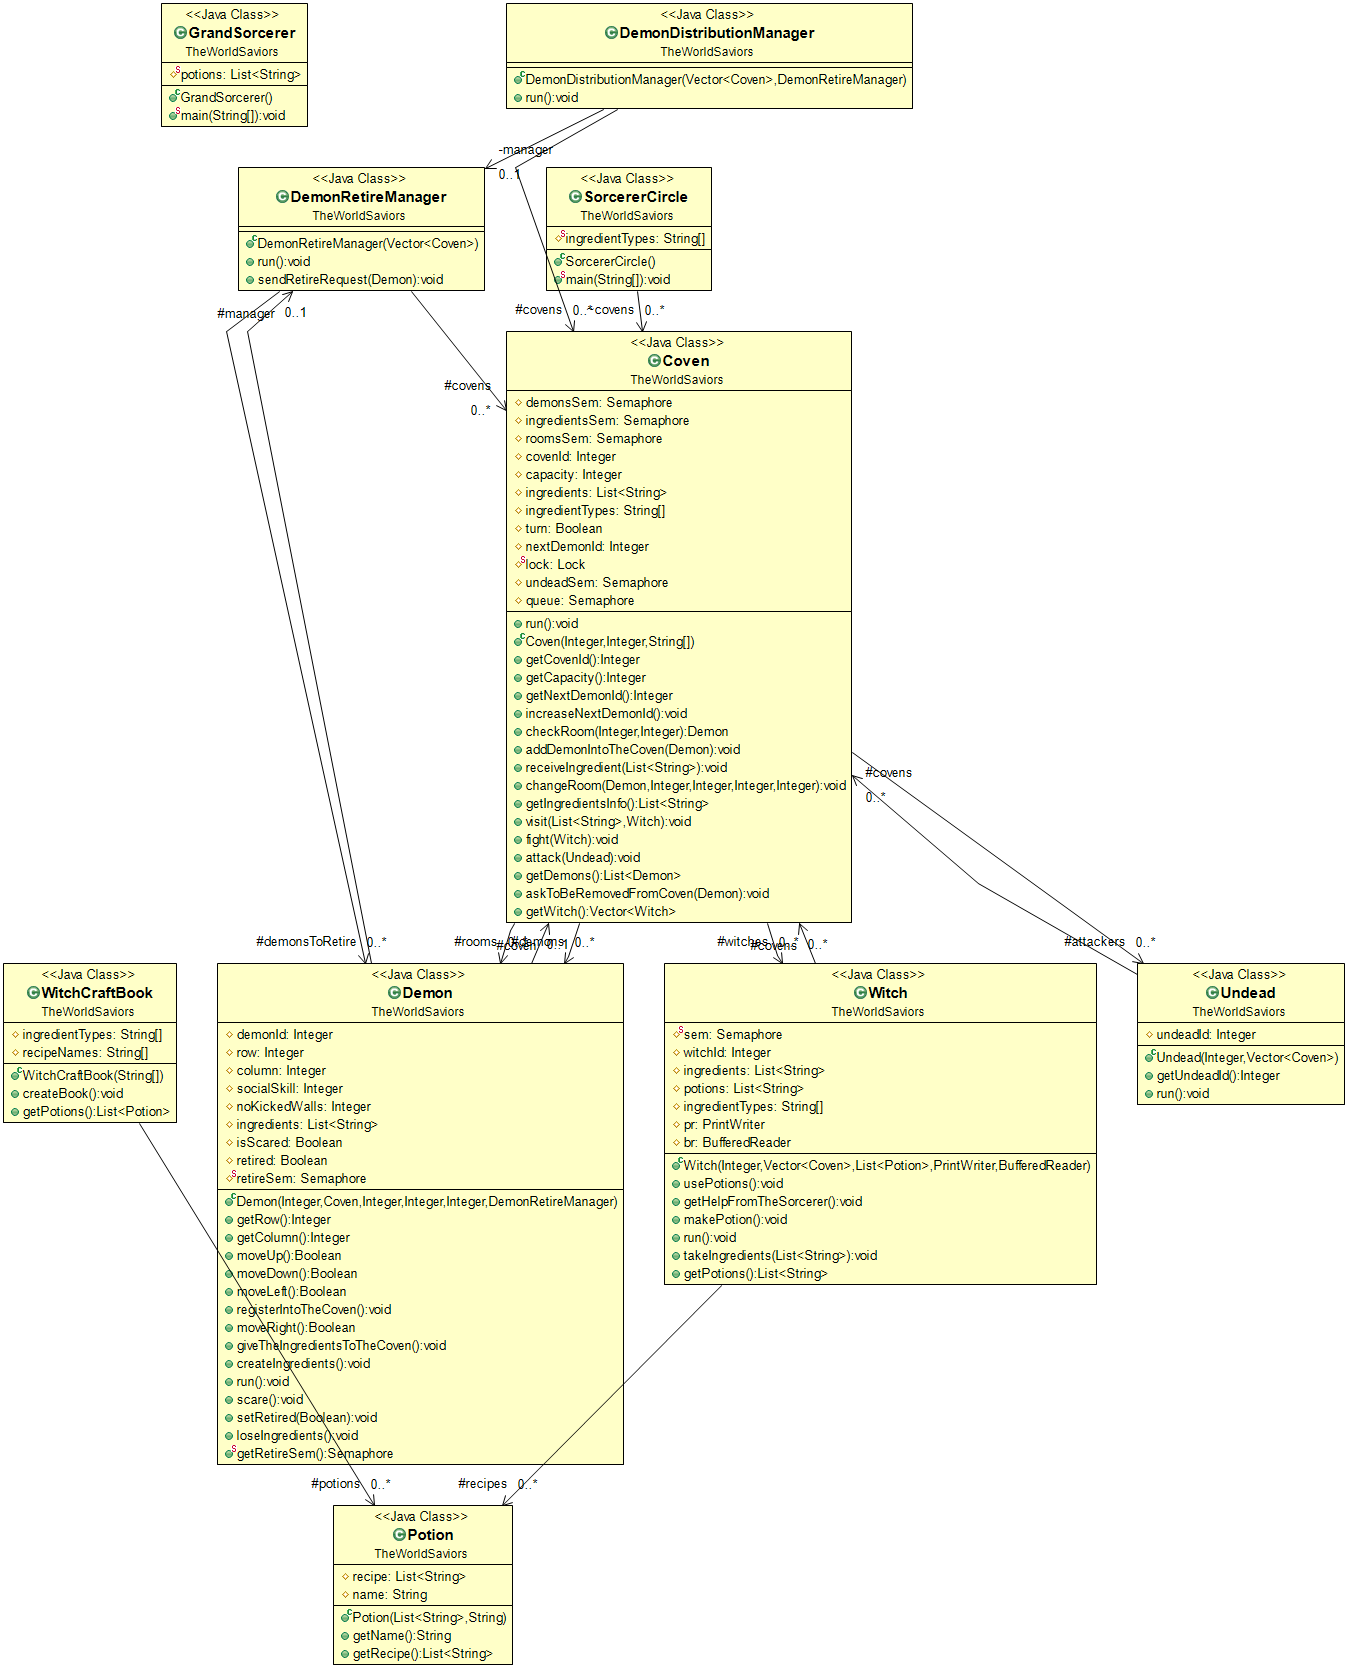 <<Java Class>>
GrandSorcerer
TheWorldSaviors
potions: List<String>
GrandSorcerer()
main(String[]):void
<<Java Class>>
DemonDistributionManager
TheWorldSaviors
DemonDistributionManager(Vector<Coven>,DemonRetireManager)
run():void
-manager
0..1
<<Java Class>>
DemonRetireManager
TheWorldSaviors
DemonRetireManager(Vector<Coven>)
run():void
sendRetireRequest(Demon):void
<<Java Class>>
SorcererCircle
TheWorldSaviors
ingredientTypes: String[]
SorcererCircle()
main(String[]):void
#manager 0..1
#covens 0..*
~covens 0..*
#covens
0..*
<<Java Class>>
Coven
TheWorldSaviors
demonsSem: Semaphore
ingredientsSem: Semaphore
roomsSem: Semaphore
covenId: Integer
capacity: Integer
ingredients: List<String>
ingredientTypes: String[]
turn: Boolean
nextDemonId: Integer
lock: Lock
undeadSem: Semaphore
queue: Semaphore
run():void
Coven(Integer,Integer,String[])
getCovenId():Integer
getCapacity():Integer
getNextDemonId():Integer
increaseNextDemonId():void
checkRoom(Integer,Integer):Demon
addDemonIntoTheCoven(Demon):void
receiveIngredient(List<String>):void
changeRoom(Demon,Integer,Integer,Integer,Integer):void
getIngredientsInfo():List<String>
visit(List<String>,Witch):void
fight(Witch):void
attack(Undead):void
getDemons():List<Demon>
askToBeRemovedFromCoven(Demon):void
getWitch():Vector<Witch>
#covens
0..*
#demonsToRetire 0..*
#rooms 0..*
#coven 0..1
#demons 0..*
#witches 0..*
#covens 0..*
#attackers 0..*
<<Java Class>>
WitchCraftBook
TheWorldSaviors
ingredientTypes: String[]
recipeNames: String[]
WitchCraftBook(String[])
createBook():void
getPotions():List<Potion>
<<Java Class>>
Demon
TheWorldSaviors
demonId: Integer
row: Integer
column: Integer
socialSkill: Integer
noKickedWalls: Integer
ingredients: List<String>
isScared: Boolean
retired: Boolean
retireSem: Semaphore
Demon(Integer,Coven,Integer,Integer,Integer,DemonRetireManager)
getRow():Integer
getColumn():Integer
moveUp():Boolean
moveDown():Boolean
moveLeft():Boolean
registerIntoTheCoven():void
moveRight():Boolean
giveTheIngredientsToTheCoven():void
createIngredients():void
run():void
scare():void
setRetired(Boolean):void
loseIngredients():void
getRetireSem():Semaphore
<<Java Class>>
Witch
TheWorldSaviors
sem: Semaphore
witchId: Integer
ingredients: List<String>
potions: List<String>
ingredientTypes: String[]
pr: PrintWriter
br: BufferedReader
Witch(Integer,Vector<Coven>,List<Potion>,PrintWriter,BufferedReader)
usePotions():void
getHelpFromTheSorcerer():void
makePotion():void
run():void
takeIngredients(List<String>):void
getPotions():List<String>
<<Java Class>>
Undead
TheWorldSaviors
undeadId: Integer
Undead(Integer,Vector<Coven>)
getUndeadId():Integer
run():void
#potions 0..*
#recipes 0..*
<<Java Class>>
Potion
TheWorldSaviors
recipe: List<String>
name: String
Potion(List<String>,String)
getName():String
getRecipe():List<String>